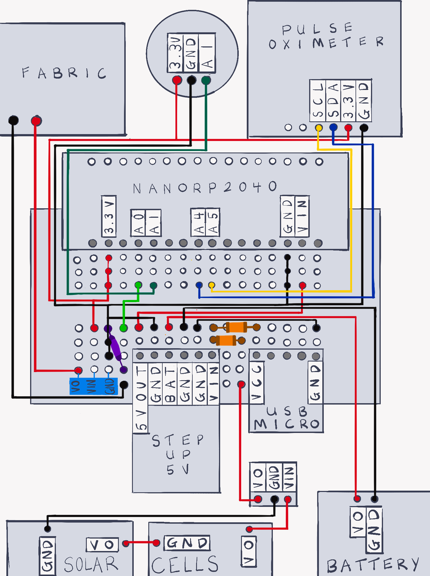 PULSE
OXIMETER
FABRIC
3.3V
GND
A1
SCL
SDA
3.3V
GND
NANORP2040
3.3V
A0
A1
A4
A5
GND
VIN
VO
VIN
GND
5VOUT
GND
BAT
GND
GND
VIN
VCC
GND
USB
MICRO
STEP
UP
5V
VO
GND
VIN
VO
GND
GND
VO
SOLAR
GND
VO
CELLS
BATTERY